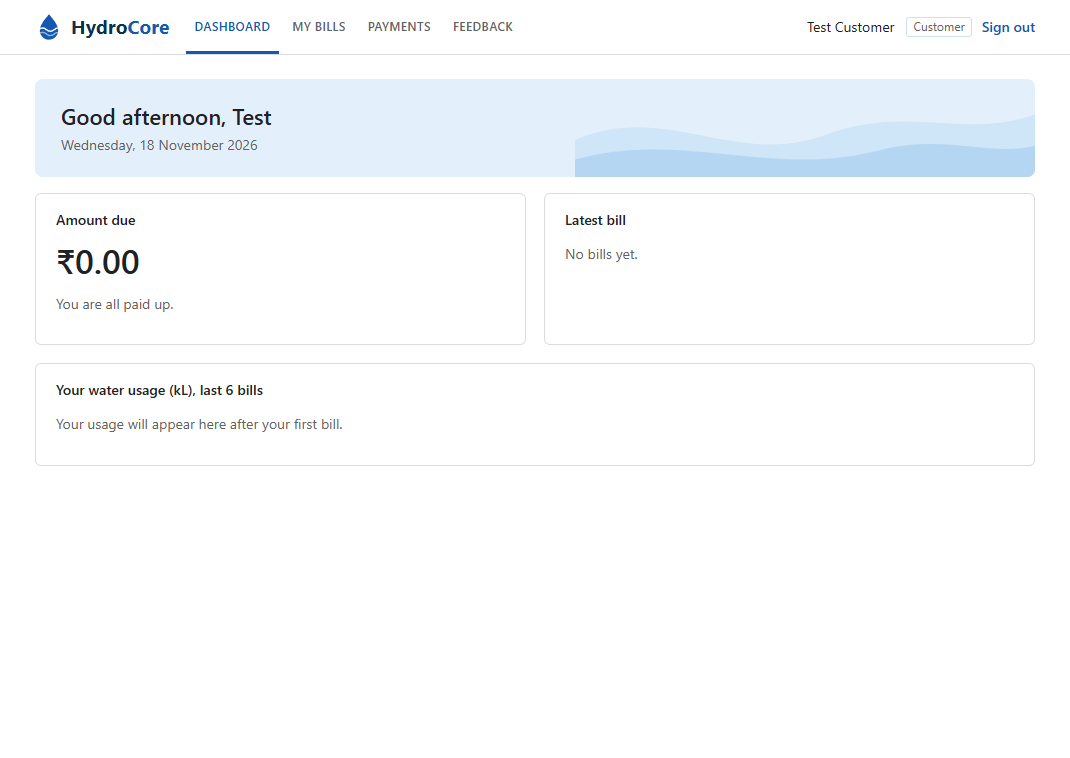 HydroCore
DASHBOARD
MY BILLS
PAYMENTS
FEEDBACK
Test Customer
Customer
Sign out
Good afternoon, Test
Wednesday, 18 November 2026
Amount due
₹0.00
You are all paid up.
Latest bill
No bills yet.
Your water usage (kL), last 6 bills
Your usage will appear here after your first bill.